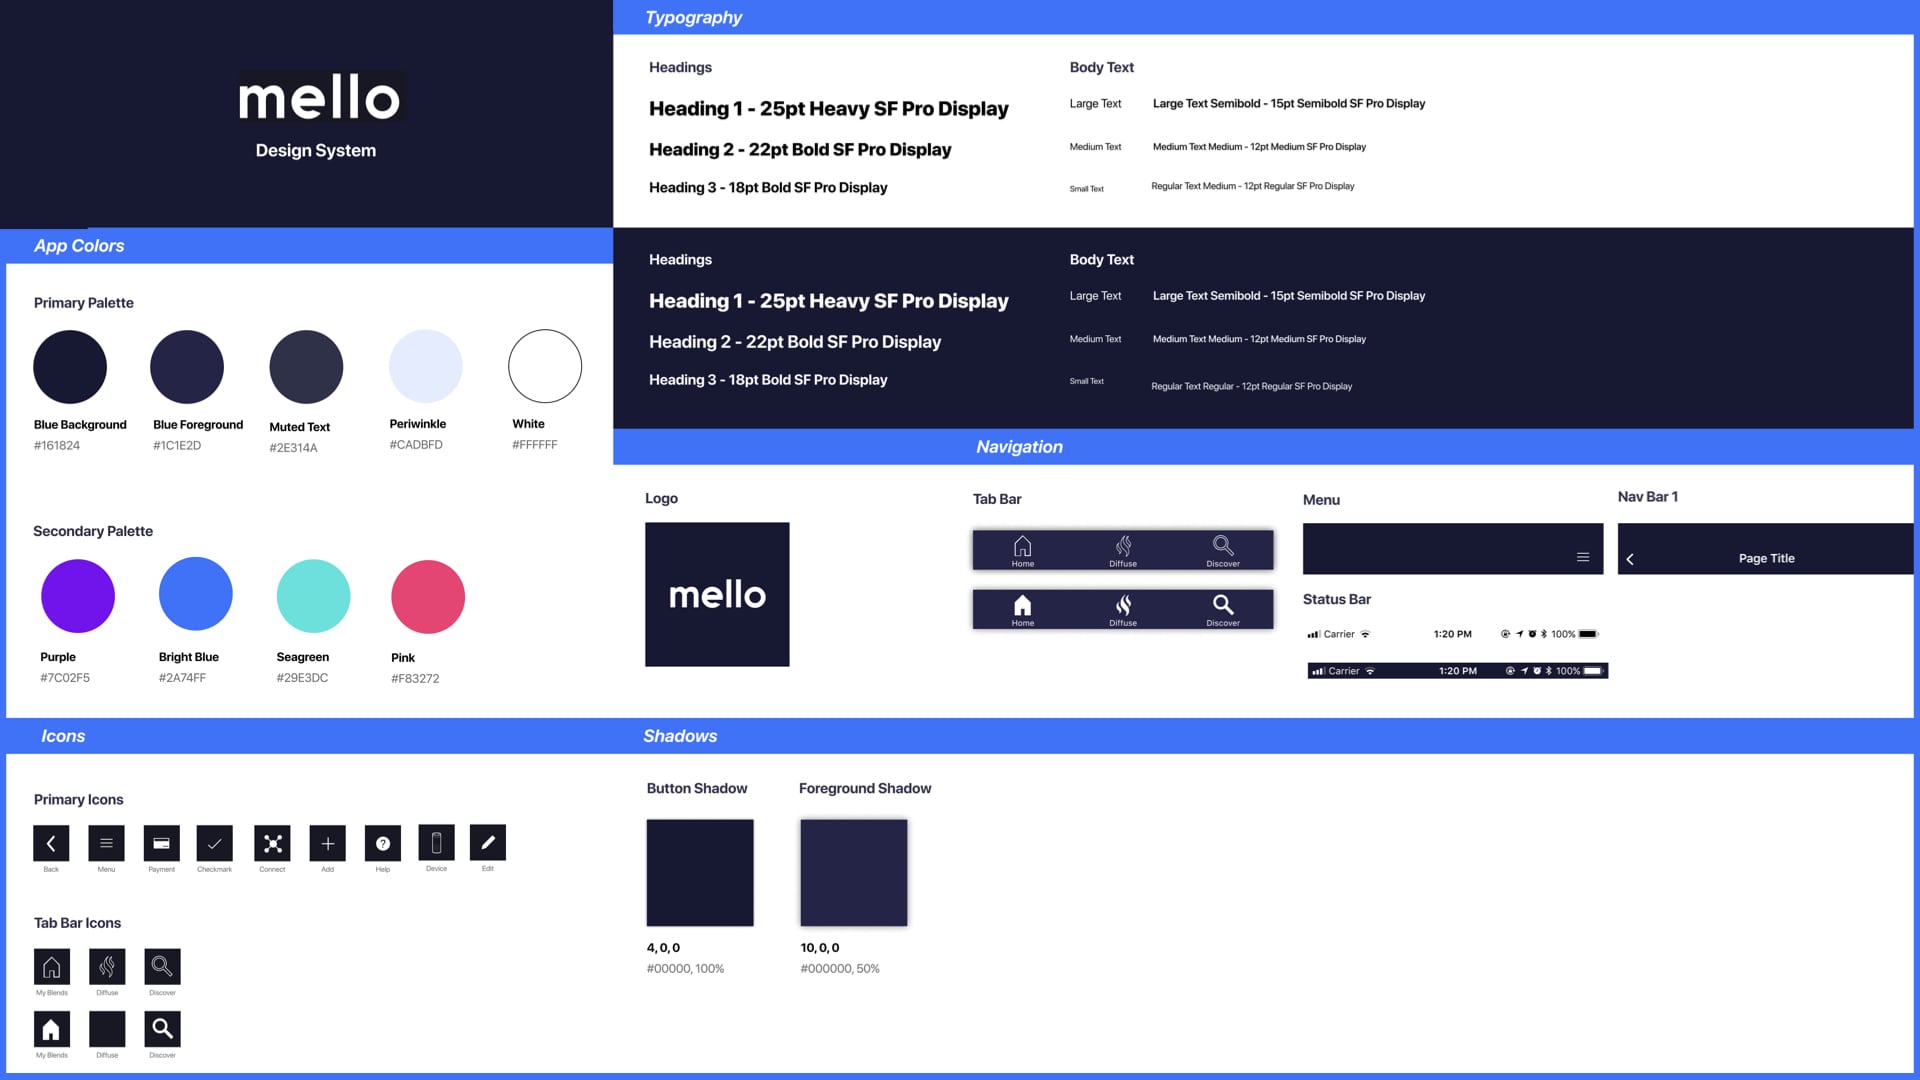 mello
Design System
Typography
Headings
Heading 1 - 25pt Heavy SF Pro Display
Heading 2 - 22pt Bold SF Pro Display
Heading 3 - 18pt Bold SF Pro Display
Body Text
Large Text Large Text Semibold - 15pt Semibold SF Pro Display
Medium Text Medium Text Medium - 12pt Medium SF Pro Display
Small Text Regular Text Medium - 12pt Regular SF Pro Display
Headings
Heading 1 - 25pt Heavy SF Pro Display
Heading 2 - 22pt Bold SF Pro Display
Heading 3 - 18pt Bold SF Pro Display
Body Text
Large Text Large Text Semibold - 15pt Semibold SF Pro Display
Medium Text Medium Text Medium - 12pt Medium SF Pro Display
Small Text Regular Text Regular - 12pt Regular SF Pro Display
App Colors
Primary Palette
Blue Background Blue Foreground Muted Text Periwinkle White
#161824 #1C1E2D #2E314A #CADBFD #FFFFFF
Secondary Palette
Purple Bright Blue Seagreen Pink
#7C02F5 #2A74FF #29E3DC #F83272
Navigation
Logo
mello
Tab Bar
Home Diffuse Discover
Home Diffuse Discover
Menu
Nav Bar 1
Page Title
Status Bar
Carrier 1:20 PM 100%
Carrier 1:20 PM 100%
Icons
Primary Icons
Back Menu Payment Checkmark Connect Add Help Device Edit
Tab Bar Icons
My Blends Diffuse Discover
My Blends Diffuse Discover
Shadows
Button Shadow Foreground Shadow
4, 0, 0 10, 0, 0
#00000, 100% #000000, 50%